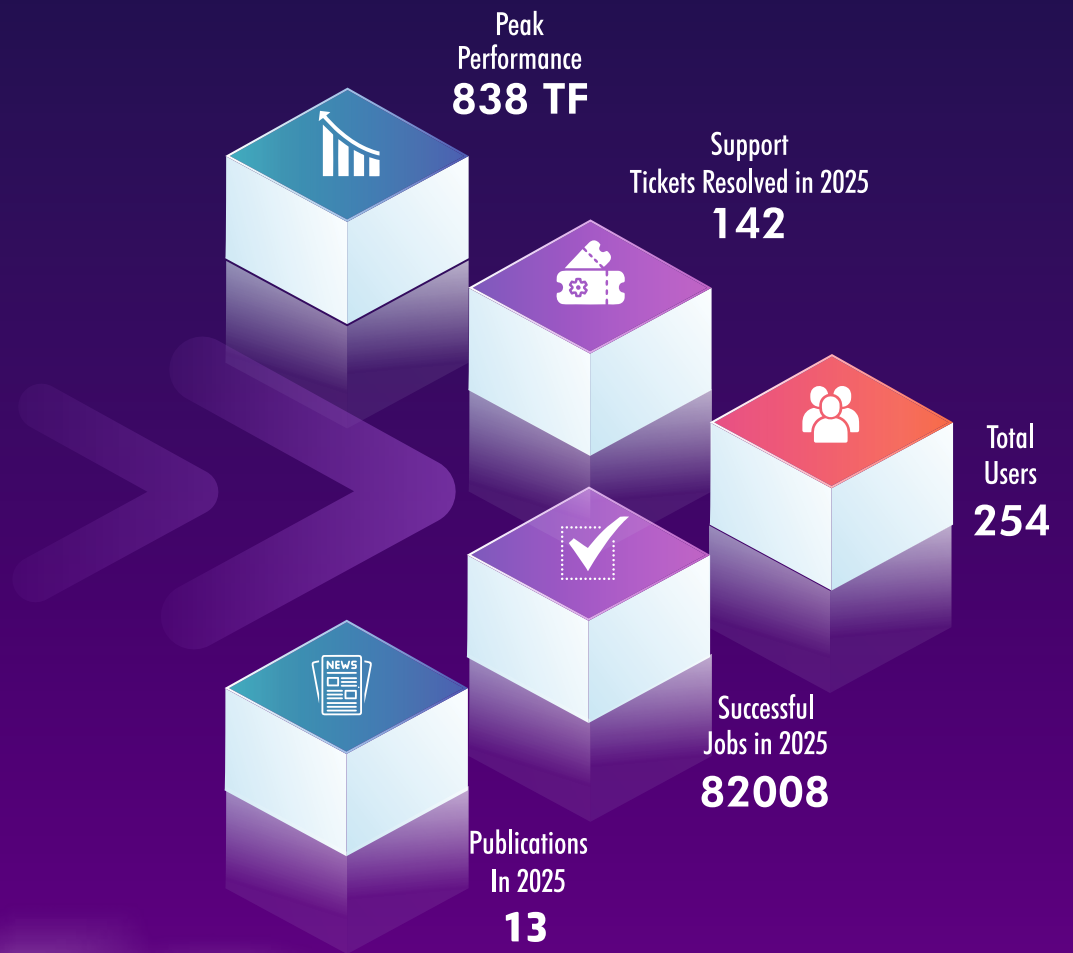 Peak
Performance
838 TF
Support
Tickets Resolved in 2025
142
Total
Users
254
Successful
Jobs in 2025
82008
NEWS
Publications
In 2025
13